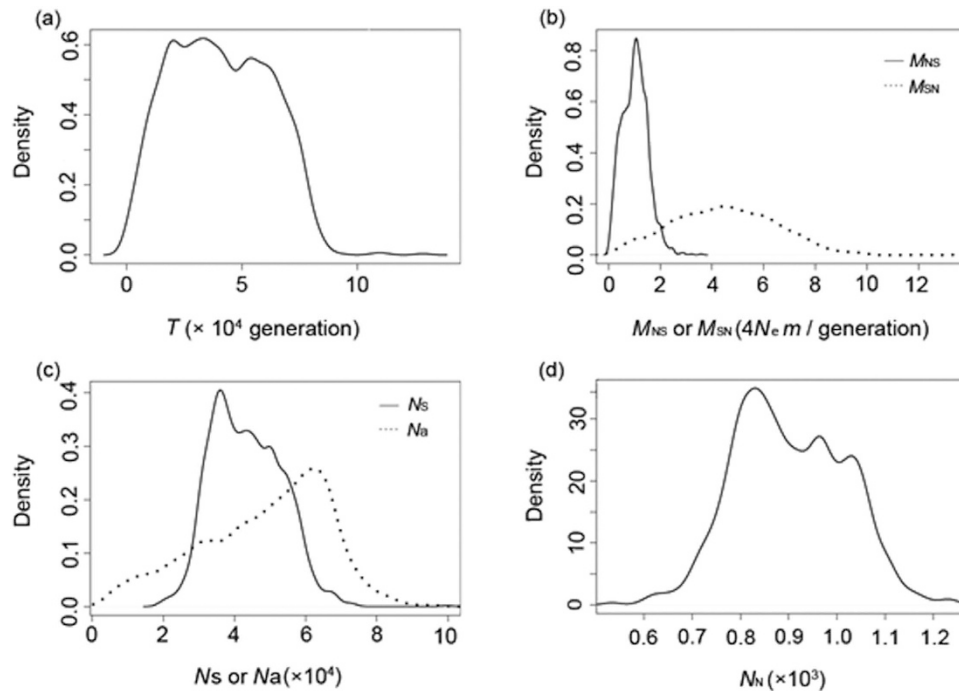 (a)
Density
0.0 0.2 0.4 0.6
0 5 10
T (× 10⁴ generation)
(b)
Density
0.0 0.2 0.4 0.6 0.8
MNS
MSN
0 2 4 6 8 10 12
MNS or MSN (4Nem / generation)
(c)
Density
0.0 0.1 0.2 0.3 0.4
NS
Na
0 2 4 6 8 10
Ns or Na (×10⁴)
(d)
Density
0 10 20 30
0.6 0.7 0.8 0.9 1.0 1.1 1.2
NN (×10³)